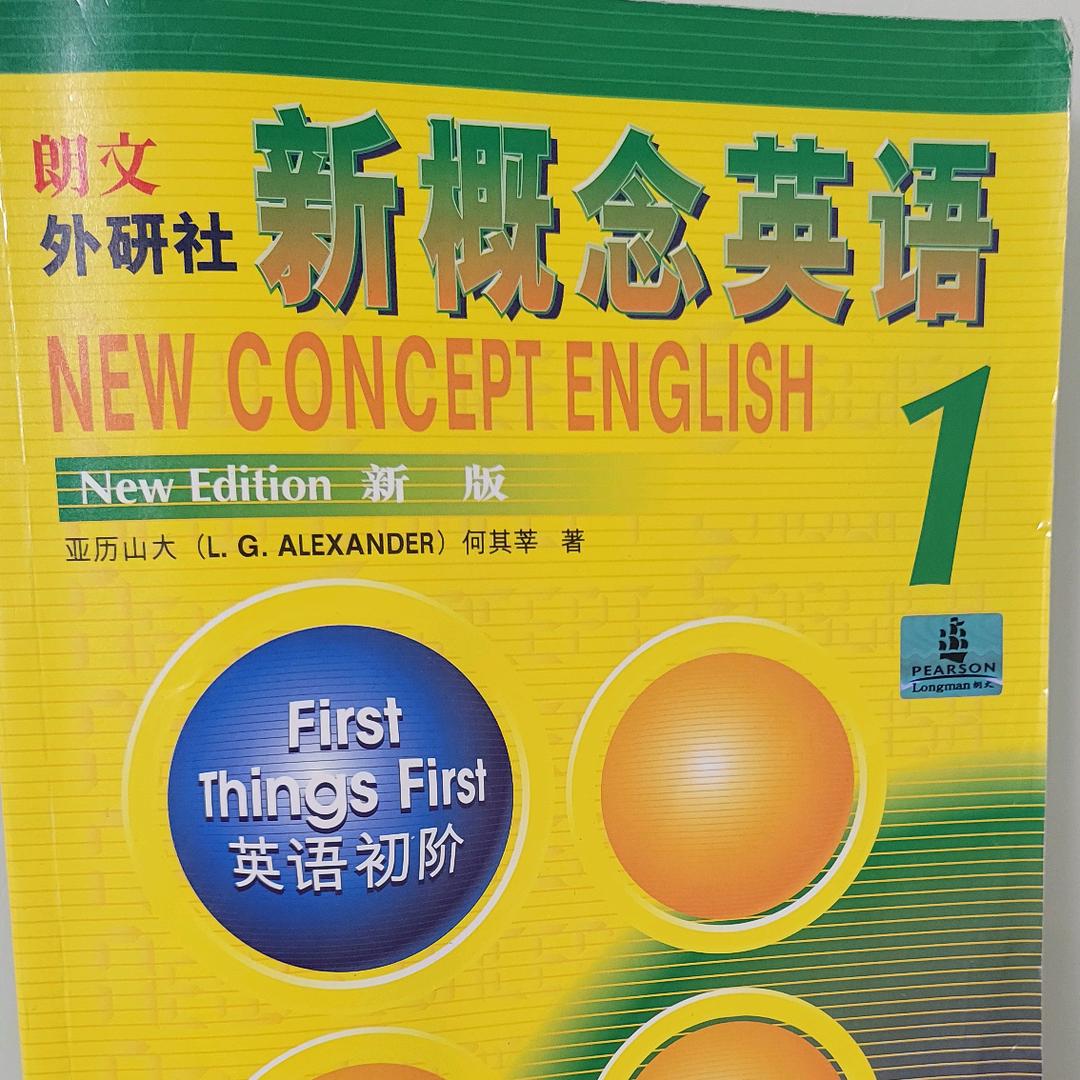 朗文
外研社
新概念英语
NEW CONCEPT ENGLISH
1
New Edition 新 版
亚历山大（L. G. ALEXANDER）何其莘 著
PEARSON
Longman 朗文
First
Things First
英语初阶